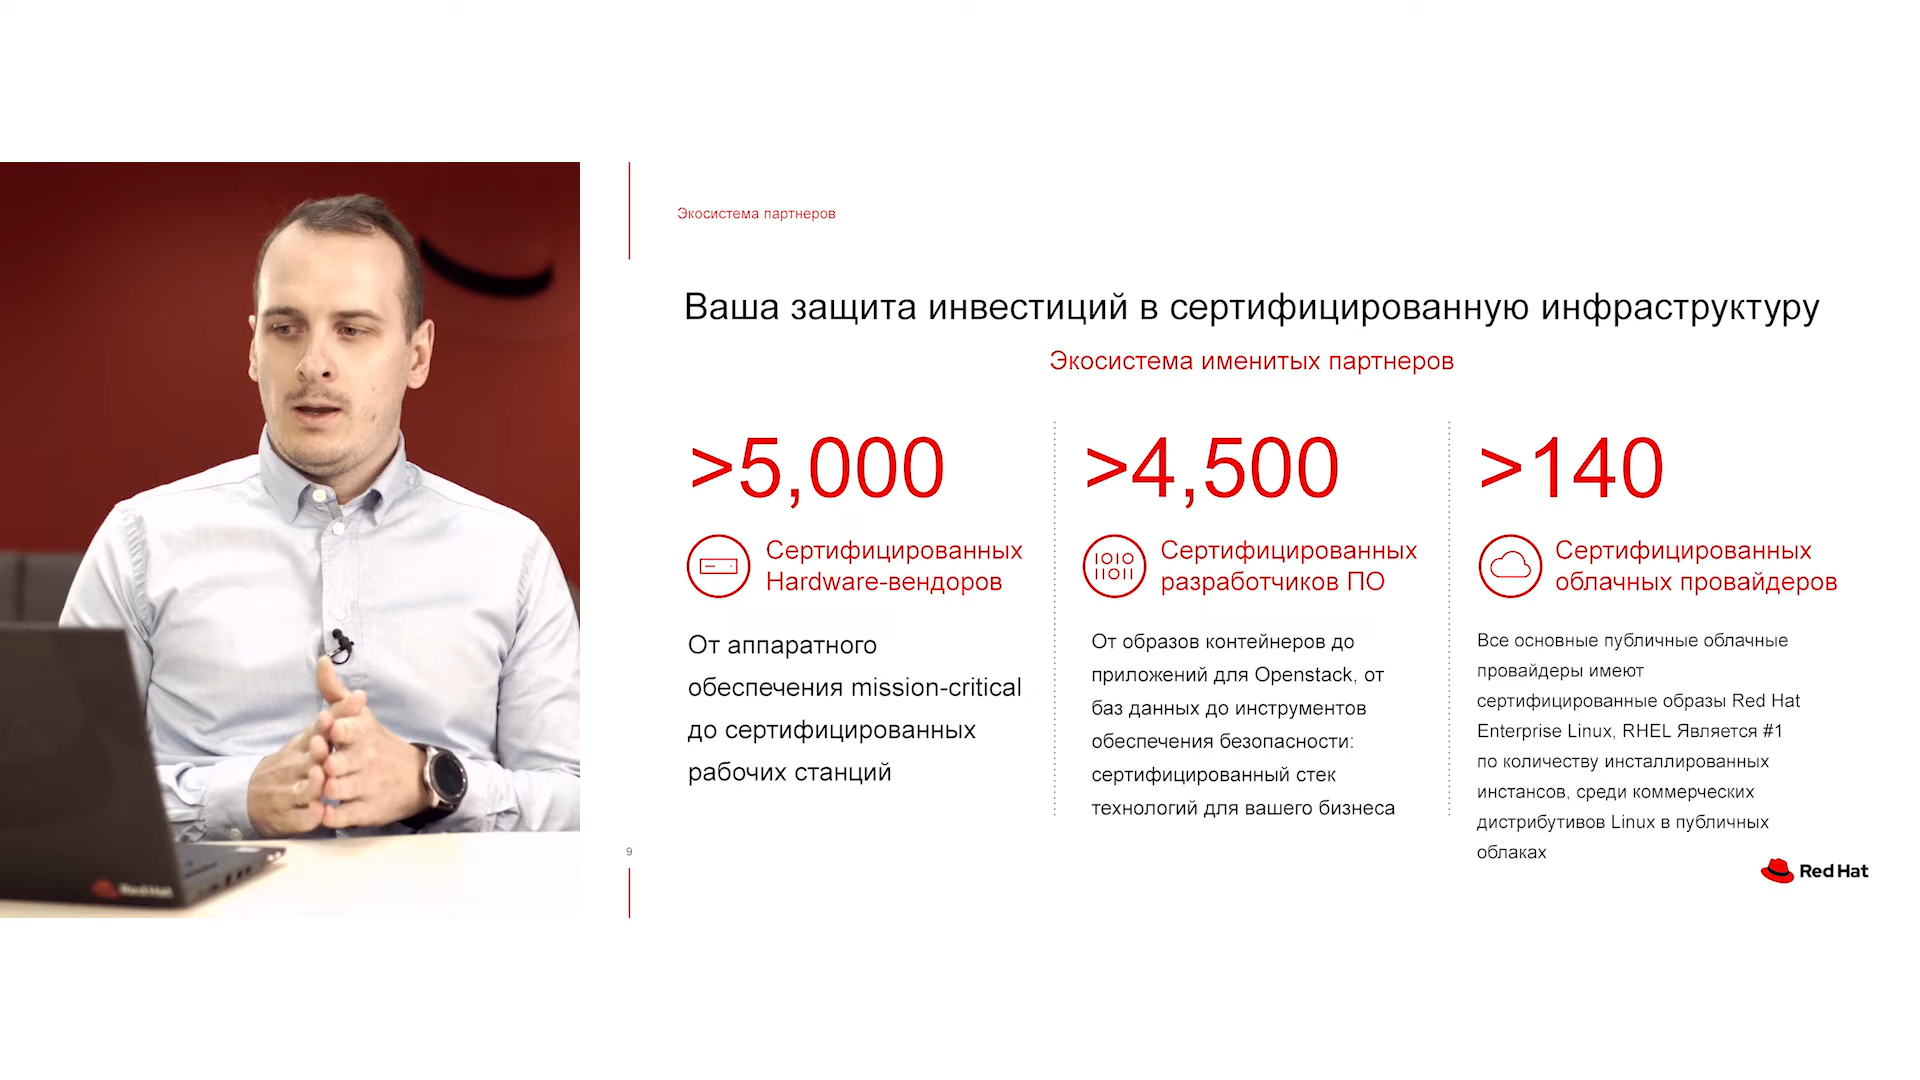 Экосистема партнеров
Ваша защита инвестиций в сертифицированную инфраструктуру
Экосистема именитых партнеров
>5,000
Сертифицированных
Hardware-вендоров
От аппаратного
обеспечения mission-critical
до сертифицированных
рабочих станций
>4,500
1010
11011
Сертифицированных
разработчиков ПО
От образов контейнеров до
приложений для Openstack, от
баз данных до инструментов
обеспечения безопасности:
сертифицированный стек
технологий для вашего бизнеса
>140
Сертифицированных
облачных провайдеров
Все основные публичные облачные
провайдеры имеют
сертифицированные образы Red Hat
Enterprise Linux, RHEL Является #1
по количеству инсталлированных
инстансов, среди коммерческих
дистрибутивов Linux в публичных
облаках
9
Red Hat
Red Hat